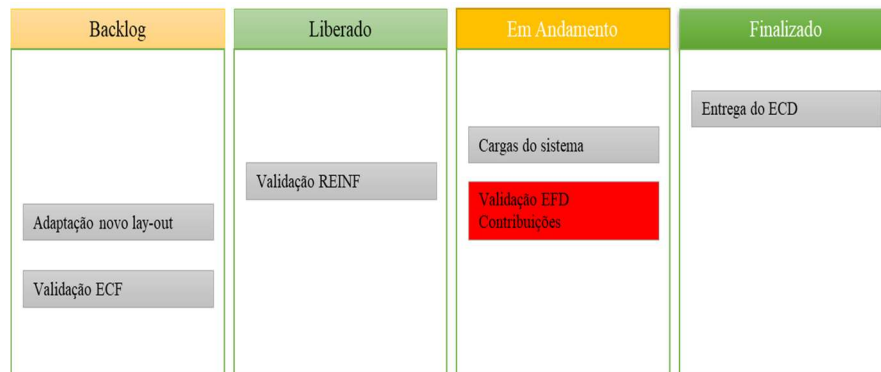 Backlog
Liberado
Em Andamento
Finalizado
Adaptação novo lay-out
Validação ECF
Validação REINF
Cargas do sistema
Validação EFD
Contribuições
Entrega do ECD